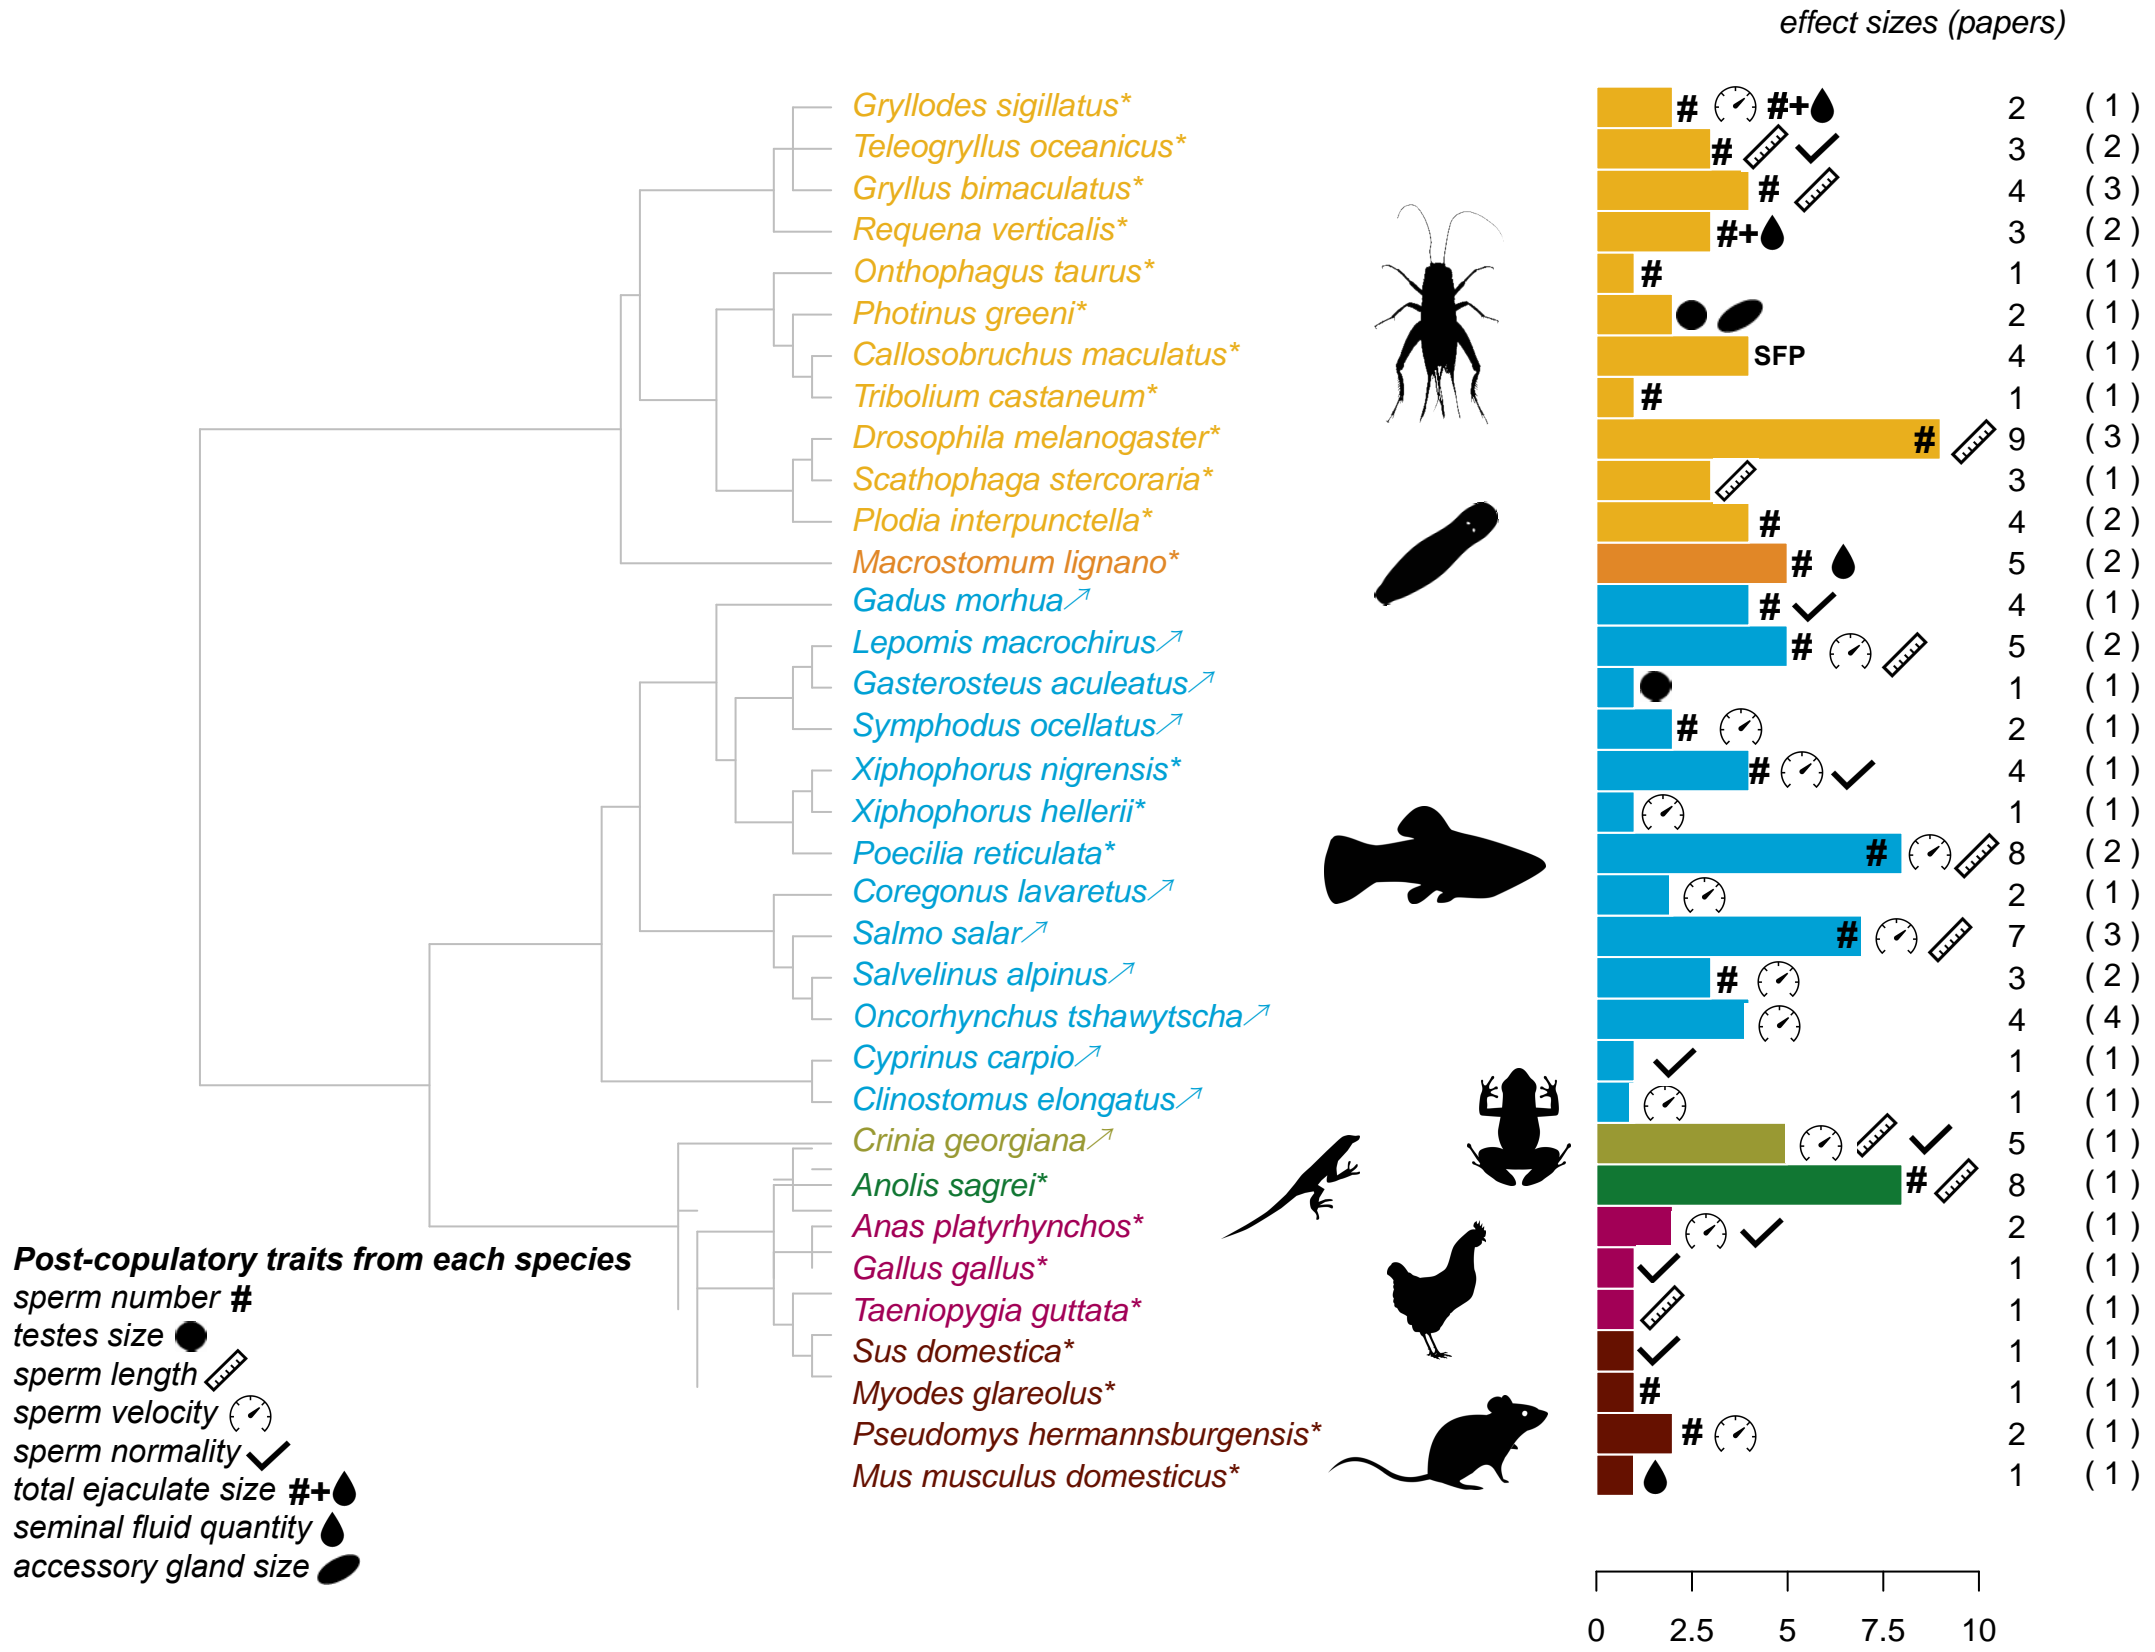 effect sizes (papers)
Gryllodes sigillatus* # #+ 2 ( 1 )
Teleogryllus oceanicus* # 3 ( 2 )
Gryllus bimaculatus* # 4 ( 3 )
Requena verticalis* #+ 3 ( 2 )
Onthophagus taurus* # 1 ( 1 )
Photinus greeni* 2 ( 1 )
Callosobruchus maculatus* SFP 4 ( 1 )
Tribolium castaneum* # 1 ( 1 )
Drosophila melanogaster* # 9 ( 3 )
Scathophaga stercoraria* 3 ( 1 )
Plodia interpunctella* # 4 ( 2 )
Macrostomum lignano* # 5 ( 2 )
Gadus morhua↗ # 4 ( 1 )
Lepomis macrochirus↗ # 5 ( 2 )
Gasterosteus aculeatus↗ 1 ( 1 )
Symphodus ocellatus↗ # 2 ( 1 )
Xiphophorus nigrensis* # 4 ( 1 )
Xiphophorus hellerii* 1 ( 1 )
Poecilia reticulata* # 8 ( 2 )
Coregonus lavaretus↗ 2 ( 1 )
Salmo salar↗ # 7 ( 3 )
Salvelinus alpinus↗ # 3 ( 2 )
Oncorhynchus tshawytscha↗ 4 ( 4 )
Cyprinus carpio↗ 1 ( 1 )
Clinostomus elongatus↗ 1 ( 1 )
Crinia georgiana↗ 5 ( 1 )
Anolis sagrei* # 8 ( 1 )
Anas platyrhynchos* 2 ( 1 )
Gallus gallus* 1 ( 1 )
Taeniopygia guttata* 1 ( 1 )
Sus domestica* 1 ( 1 )
Myodes glareolus* # 1 ( 1 )
Pseudomys hermannsburgensis* # 2 ( 1 )
Mus musculus domesticus* 1 ( 1 )
Post-copulatory traits from each species
sperm number #
testes size
sperm length
sperm velocity
sperm normality
total ejaculate size #+
seminal fluid quantity
accessory gland size
0 2.5 5 7.5 10